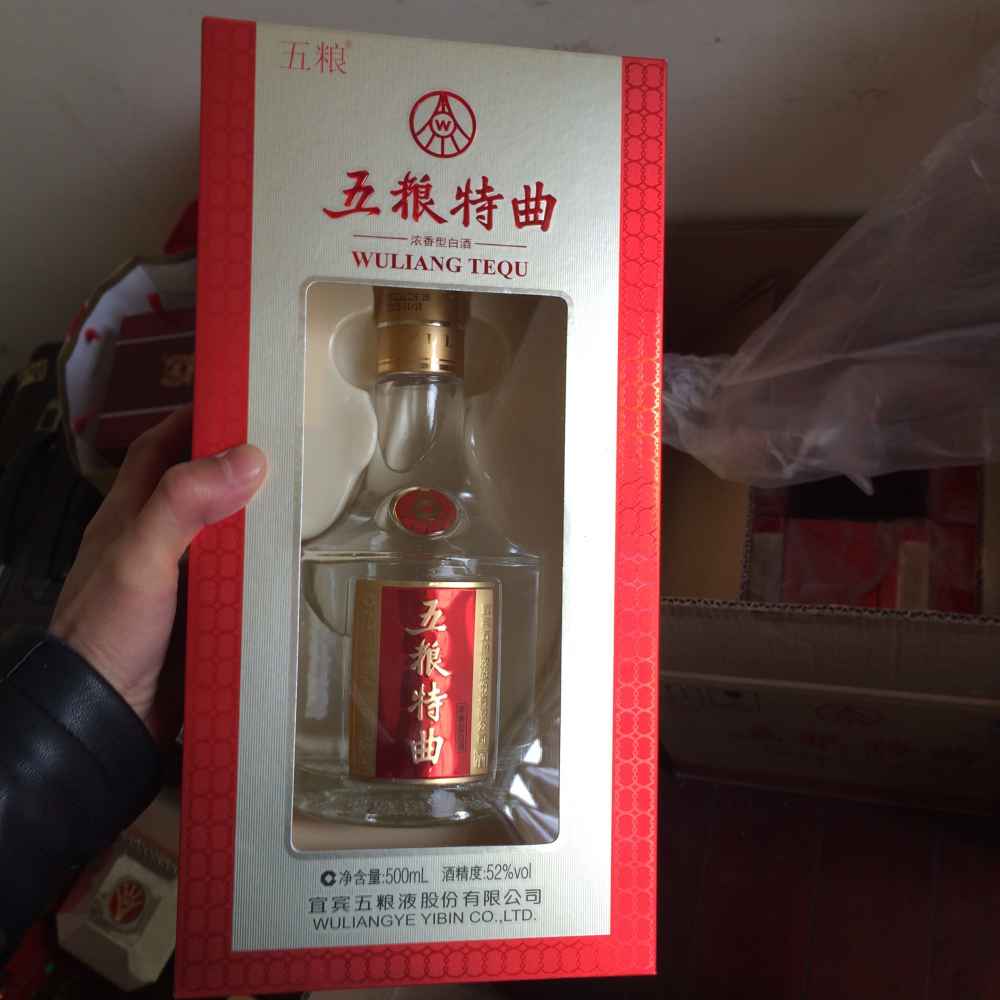 五粮®
W
五粮特曲
浓香型白酒
WULIANG TEQU
五粮特曲
净含量:500mL 酒精度:52%vol
宜宾五粮液股份有限公司
WULIANGYE YIBIN CO.,LTD.